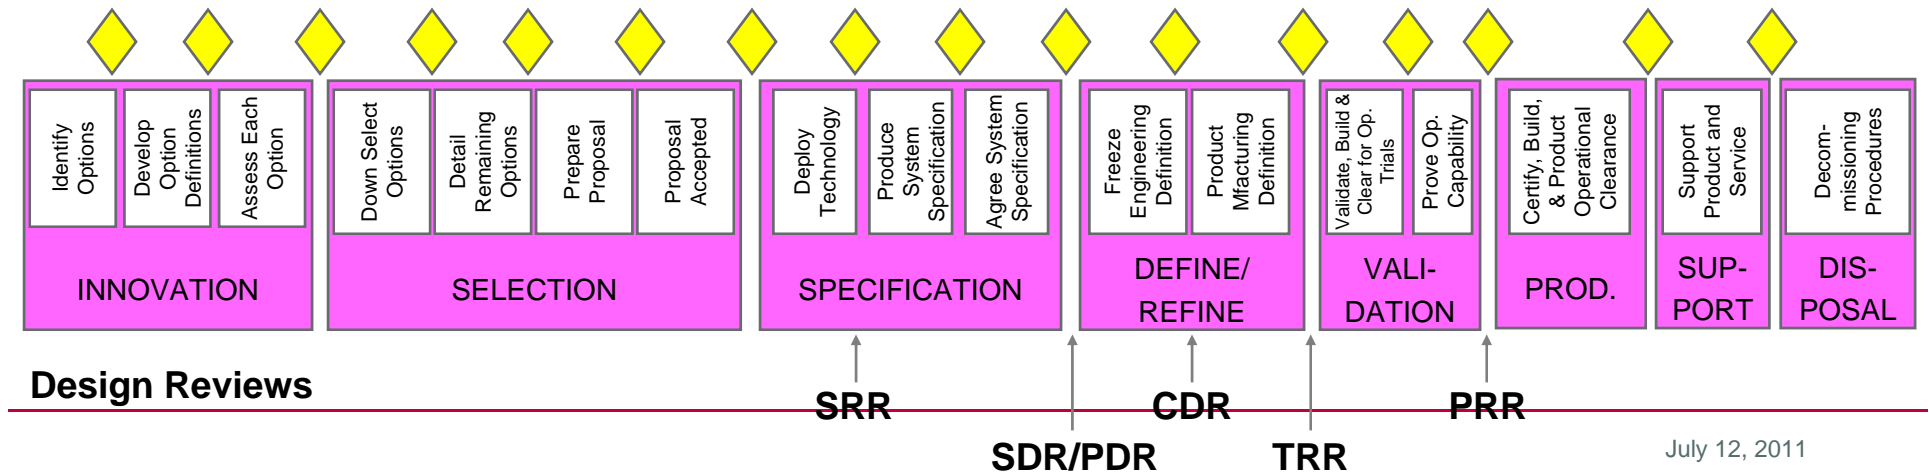 Identify
Options
Develop
Option
Definitions
Assess Each
Option
INNOVATION
Down Select
Options
Detail
Remaining
Options
Prepare
Proposal
Proposal
Accepted
SELECTION
Deploy
Technology
Produce
System
Specification
Agree System
Specification
SPECIFICATION
Freeze
Engineering
Definition
Product
Mfacturing
Definition
DEFINE/
REFINE
Validate, Build &
Clear for Op.
Trials
Prove Op.
Capability
VALI-
DATION
Certify, Build,
& Product
Operational
Clearance
PROD.
Support
Product and
Service
SUP-
PORT
Decom-
missioning
Procedures
DIS-
POSAL
Design Reviews
SRR
CDR
PRR
SDR/PDR
TRR
July 12, 2011